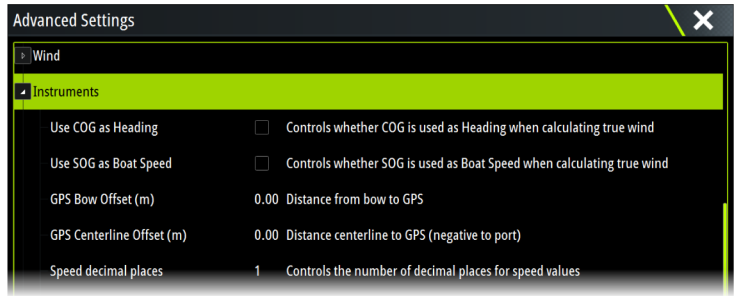 Advanced Settings
Wind
Instruments
Use COG as Heading Controls whether COG is used as Heading when calculating true wind
Use SOG as Boat Speed Controls whether SOG is used as Boat Speed when calculating true wind
GPS Bow Offset (m) 0.00 Distance from bow to GPS
GPS Centerline Offset (m) 0.00 Distance centerline to GPS (negative to port)
Speed decimal places 1 Controls the number of decimal places for speed values